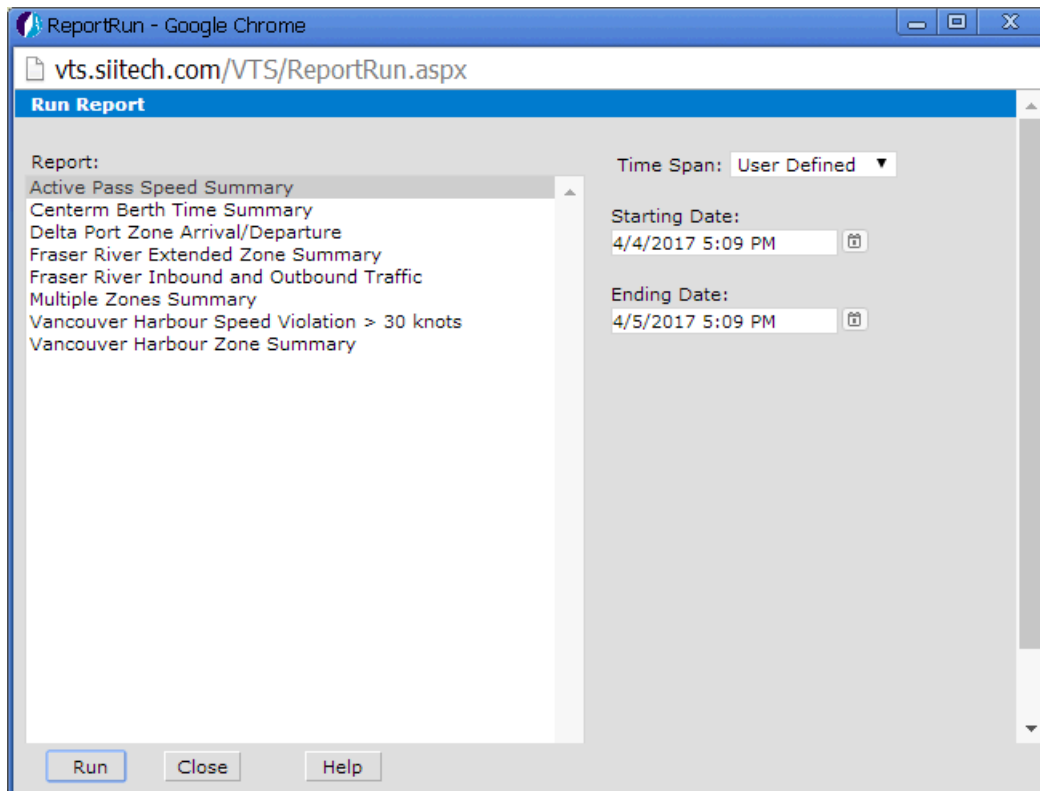 ReportRun - Google Chrome
vts.siitech.com/VTS/ReportRun.aspx
Run Report
Report:
Active Pass Speed Summary
Centerm Berth Time Summary
Delta Port Zone Arrival/Departure
Fraser River Extended Zone Summary
Fraser River Inbound and Outbound Traffic
Multiple Zones Summary
Vancouver Harbour Speed Violation > 30 knots
Vancouver Harbour Zone Summary
Time Span: User Defined
Starting Date:
4/4/2017 5:09 PM
Ending Date:
4/5/2017 5:09 PM
Run Close Help